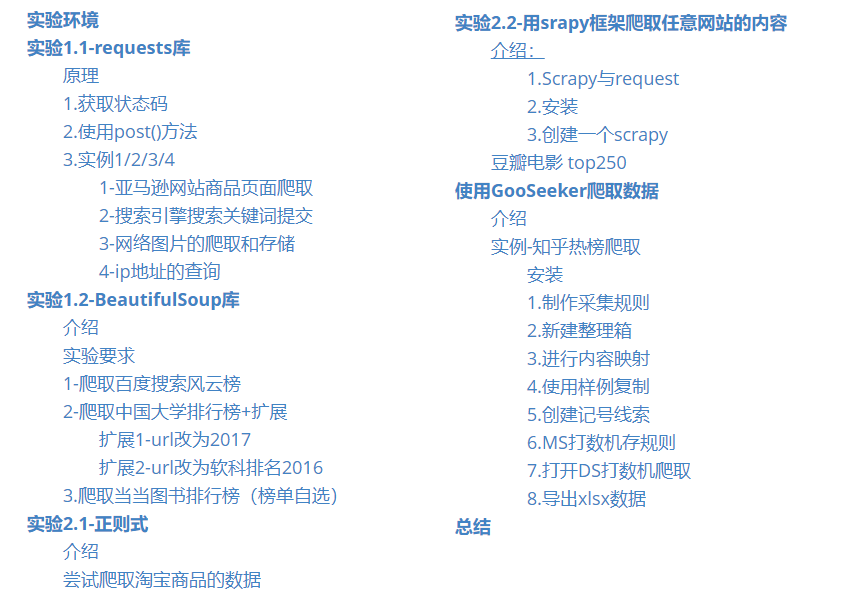 实验环境
实验1.1-requests库
原理
1.获取状态码
2.使用post()方法
3.实例1/2/3/4
1-亚马逊网站商品页面爬取
2-搜索引擎搜索关键词提交
3-网络图片的爬取和存储
4-ip地址的查询
实验1.2-BeautifulSoup库
介绍
实验要求
1-爬取百度搜索风云榜
2-爬取中国大学排行榜+扩展
扩展1-url改为2017
扩展2-url改为软科排名2016
3.爬取当当图书排行榜（榜单自选）
实验2.1-正则式
介绍
尝试爬取淘宝商品的数据
实验2.2-用srapy框架爬取任意网站的内容
介绍：
1.Scrapy与request
2.安装
3.创建一个scrapy
豆瓣电影 top250
使用GooSeeker爬取数据
介绍
实例-知乎热榜爬取
安装
1.制作采集规则
2.新建整理箱
3.进行内容映射
4.使用样例复制
5.创建记号线索
6.MS打数机存规则
7.打开DS打数机爬取
8.导出xlsx数据
总结